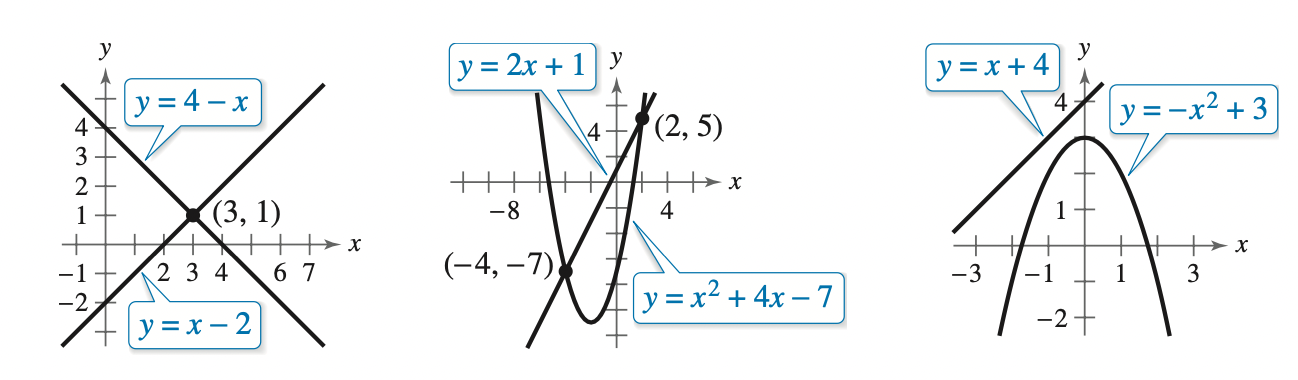 y
y = 4 − x
4
3
2
1
(3, 1)
x
−1
2 3 4 6 7
−2
y = x − 2
y = 2x + 1
y
4
(2, 5)
x
−8
4
(−4, −7)
y = x² + 4x − 7
y = x + 4
y
4
y = −x² + 3
1
x
−3 −1 1 3
−2